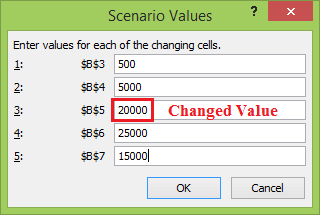 Scenario Values
?
Enter values for each of the changing cells.
1: $B$3 500
2: $B$4 5000
3: $B$5 20000 Changed Value
4: $B$6 25000
5: $B$7 15000
OK Cancel